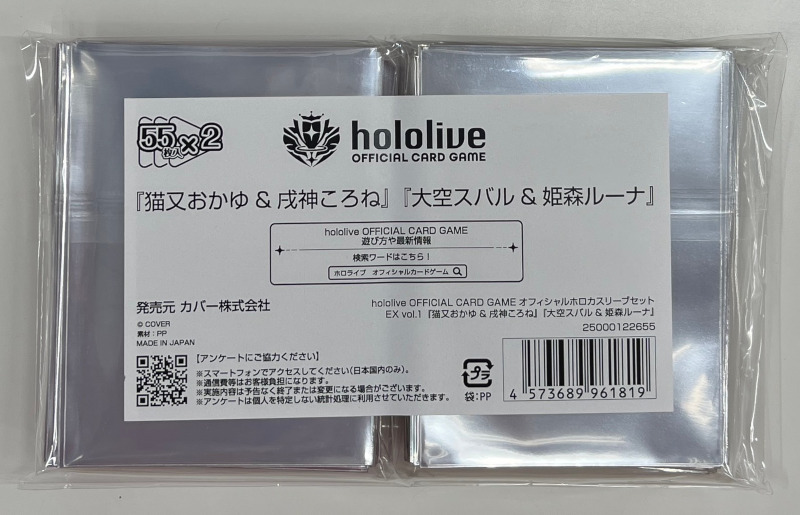 55枚入×2
hololive
OFFICIAL CARD GAME
『猫又おかゆ & 戌神ころね』『大空スバル & 姫森ルーナ』
hololive OFFICIAL CARD GAME
遊び方や最新情報
検索ワードはこちら！
ホロライブ オフィシャルカードゲーム
発売元 カバー株式会社
© COVER
素材：PP
MADE IN JAPAN
hololive OFFICIAL CARD GAME オフィシャルホロカスリーブセット
EX vol.1『猫又おかゆ & 戌神ころね』『大空スバル & 姫森ルーナ』
25000122655
【アンケートにご協力ください】
※スマートフォンでアクセスしてください(日本国内のみ)。
※通信費等はお客様負担になります。
※実施内容は予告なく終了または変更になる場合がございます。
※アンケートは個人を特定しない統計処理に利用させていただきます。
プラ
袋:PP
4 573689 961819